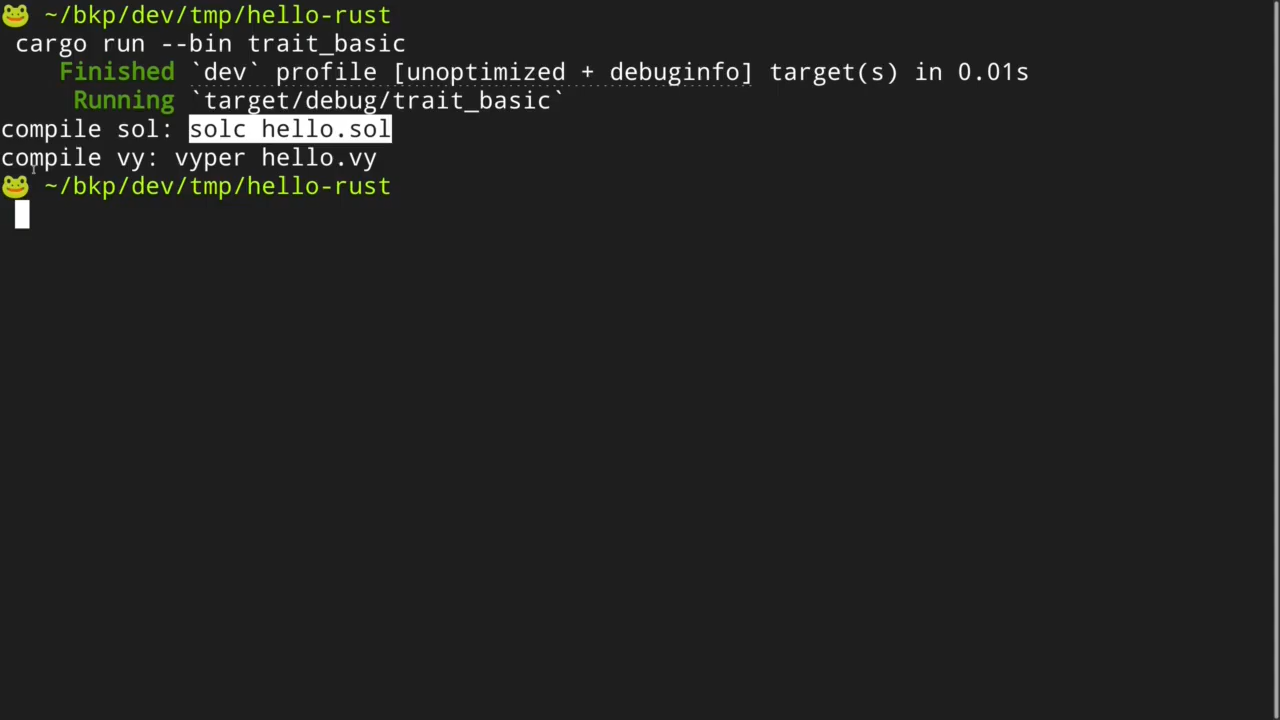 🐸 ~/bkp/dev/tmp/hello-rust
cargo run --bin trait_basic
Finished `dev` profile [unoptimized + debuginfo] target(s) in 0.01s
Running `target/debug/trait_basic`
compile sol: solc hello.sol
compile vy: vyper hello.vy
🐸 ~/bkp/dev/tmp/hello-rust